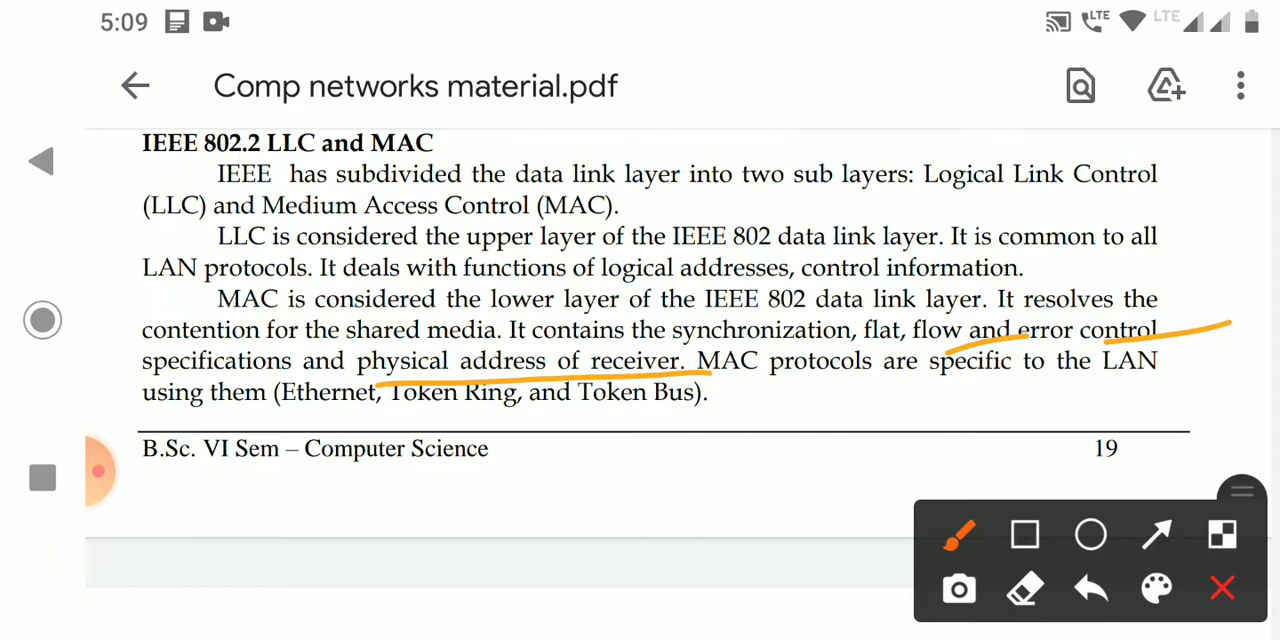 5:09
LTE
LTE
Comp networks material.pdf
IEEE 802.2 LLC and MAC
IEEE has subdivided the data link layer into two sub layers: Logical Link Control
(LLC) and Medium Access Control (MAC).
LLC is considered the upper layer of the IEEE 802 data link layer. It is common to all
LAN protocols. It deals with functions of logical addresses, control information.
MAC is considered the lower layer of the IEEE 802 data link layer. It resolves the
contention for the shared media. It contains the synchronization, flat, flow and error control
specifications and physical address of receiver. MAC protocols are specific to the LAN
using them (Ethernet, Token Ring, and Token Bus).
B.Sc. VI Sem – Computer Science 19